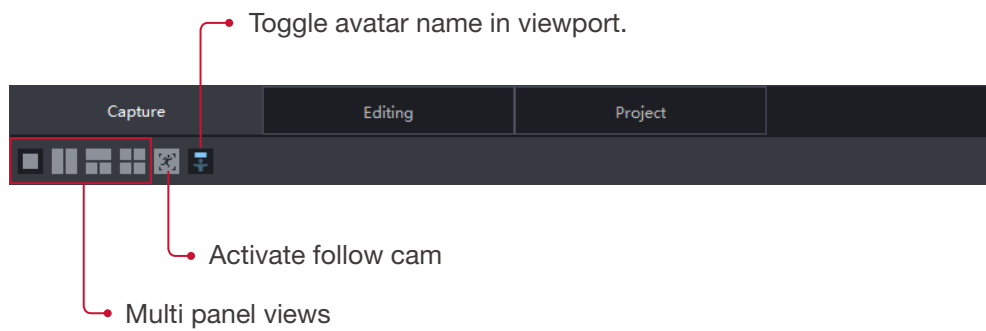 Toggle avatar name in viewport.
Capture Editing Project
Activate follow cam
Multi panel views